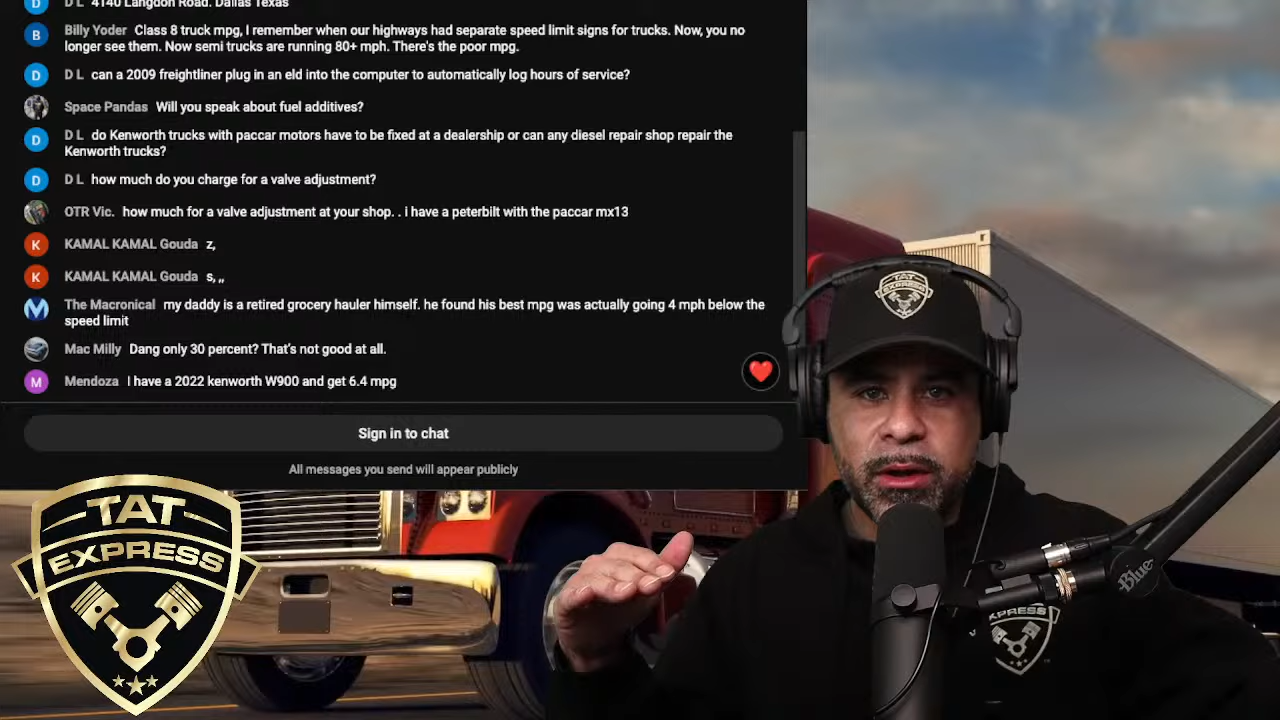 D L 4140 Langdon Road. Dallas Texas
Billy Yoder Class 8 truck mpg, I remember when our highways had separate speed limit signs for trucks. Now, you no
longer see them. Now semi trucks are running 80+ mph. There's the poor mpg.
D L can a 2009 freightliner plug in an eld into the computer to automatically log hours of service?
Space Pandas Will you speak about fuel additives?
D L do Kenworth trucks with paccar motors have to be fixed at a dealership or can any diesel repair shop repair the
Kenworth trucks?
D L how much do you charge for a valve adjustment?
OTR Vic. how much for a valve adjustment at your shop. . i have a peterbilt with the paccar mx13
KAMAL KAMAL Gouda z,
KAMAL KAMAL Gouda s, ,,
The Macronical my daddy is a retired grocery hauler himself. he found his best mpg was actually going 4 mph below the
speed limit
Mac Milly Dang only 30 percent? That's not good at all.
Mendoza I have a 2022 kenworth W900 and get 6.4 mpg
Sign in to chat
All messages you send will appear publicly
TAT
EXPRESS
TAT
EXPRESS
Blue
EXPRESS